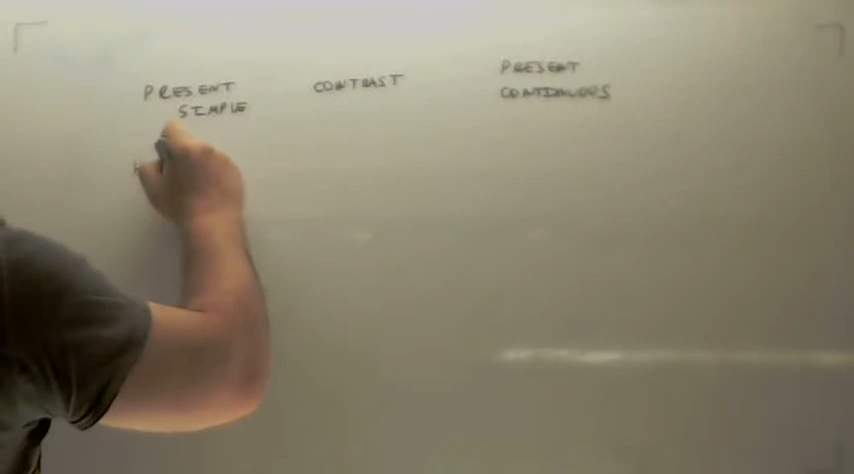 PRESENT
SIMPLE
CONTRAST
PRESENT
CONTINUOUS